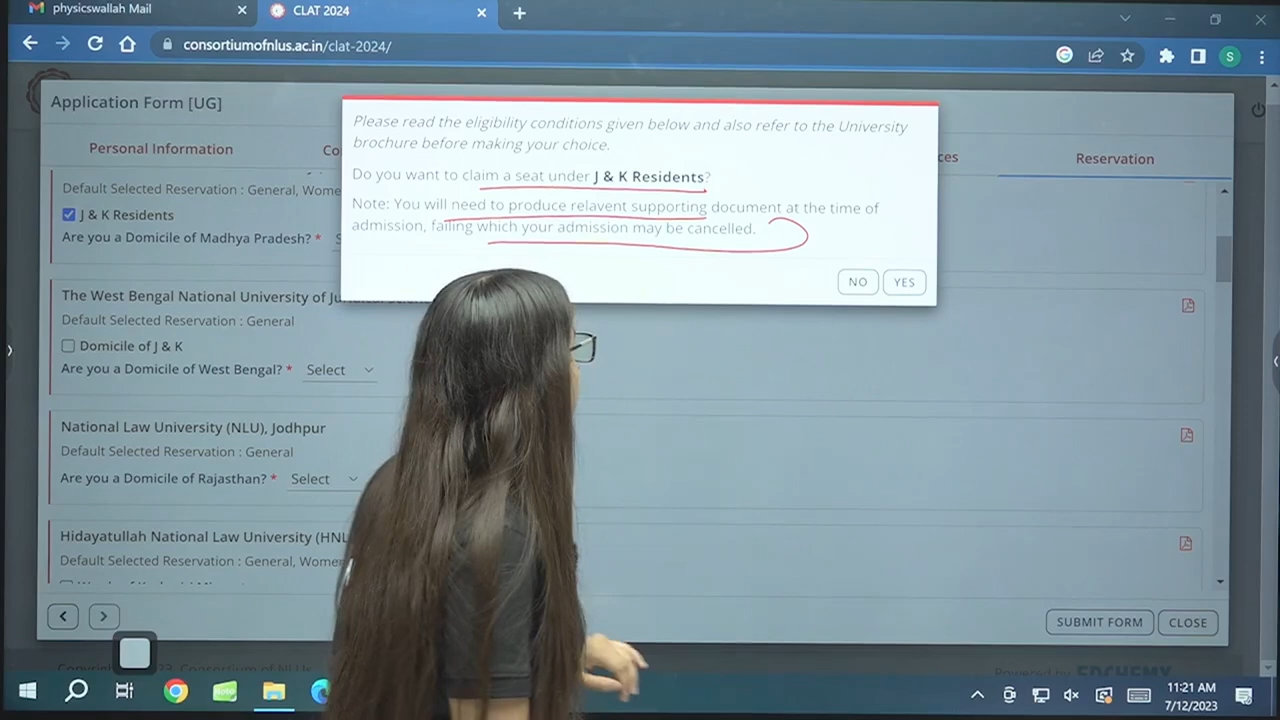 physicswallah Mail
CLAT 2024
consortiumofnlus.ac.in/clat-2024/
S
Application Form [UG]
Personal Information
Reservation
Please read the eligibility conditions given below and also refer to the University
brochure before making your choice.
Do you want to claim a seat under J & K Residents?
Note: You will need to produce relavent supporting document at the time of
admission, failing which your admission may be cancelled.
NO YES
Default Selected Reservation : General,
J & K Residents
Are you a Domicile of Madhya Pradesh? *
The West Bengal National University of
Default Selected Reservation : General
Domicile of J & K
Are you a Domicile of West Bengal? * Select
National Law University (NLU), Jodhpur
Default Selected Reservation : General
Are you a Domicile of Rajasthan? * Select
Hidayatullah National Law University
Default Selected Reservation : General,
SUBMIT FORM CLOSE
Powered by EDCHEMY
11:21 AM
7/12/2023